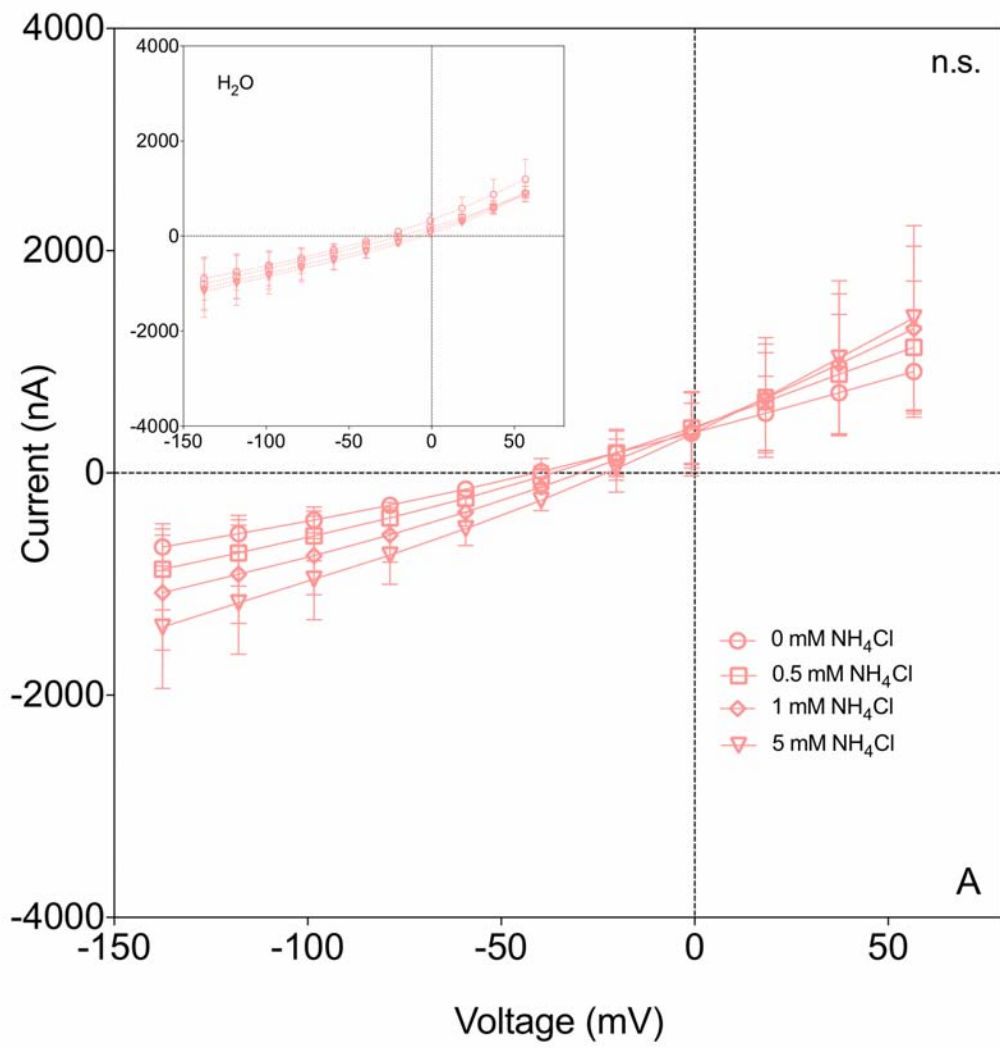 4000
2000
0
-2000
-4000
-150
-100
-50
0
50
Current (nA)
Voltage (mV)
n.s.
A
H₂O
4000
2000
0
-2000
-4000
-150
-100
-50
0
50
0 mM NH₄Cl
0.5 mM NH₄Cl
1 mM NH₄Cl
5 mM NH₄Cl